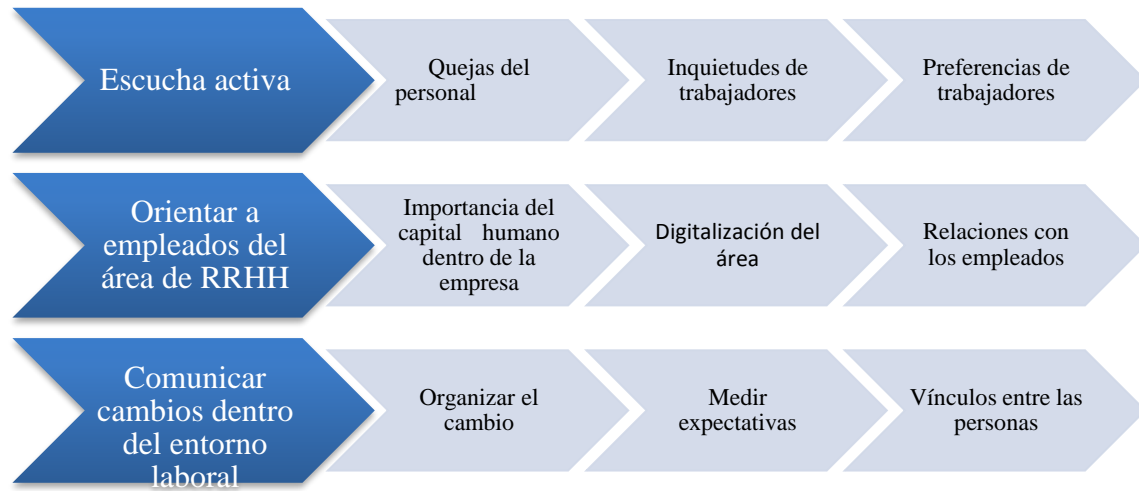 Escucha activa
Quejas del
personal
Inquietudes de
trabajadores
Preferencias de
trabajadores
Orientar a
empleados del
área de RRHH
Importancia del
capital humano
dentro de la
empresa
Digitalización del
área
Relaciones con
los empleados
Comunicar
cambios dentro
del entorno
laboral
Organizar el
cambio
Medir
expectativas
Vínculos entre las
personas